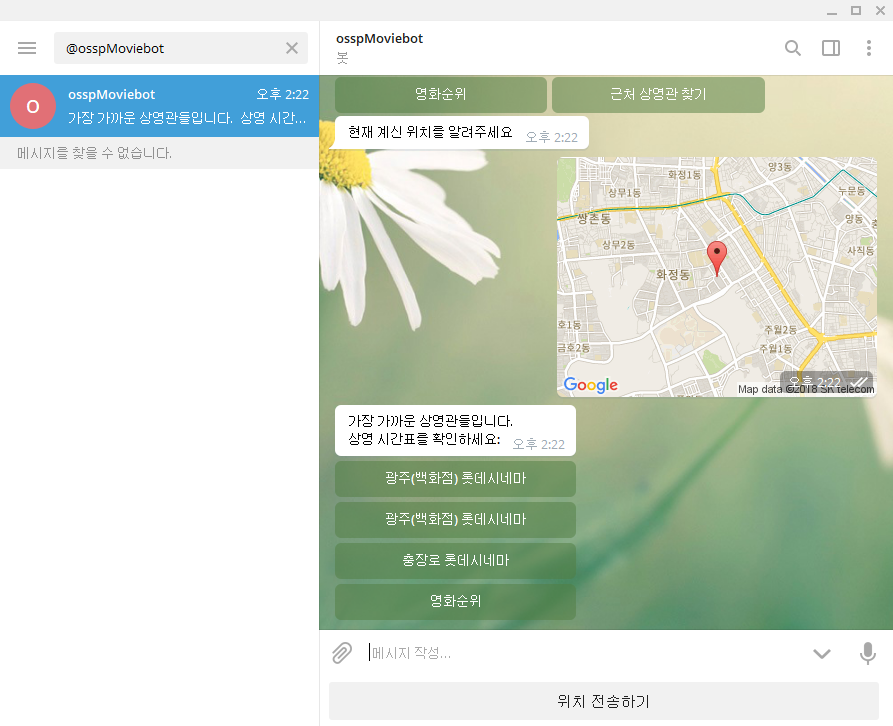 @osspMoviebot
O
osspMoviebot
오후 2:22
가장 가까운 상영관들입니다. 상영 시간...
메시지를 찾을 수 없습니다.
osspMoviebot
봇
영화순위
근처 상영관 찾기
현재 계신 위치를 알려주세요
오후 2:22
화정1동
양3동
상무1동
누문동
쌍촌동
양동
상무2동
사직동
화정동
호1동
금호2동
주월2동
주월1동
Google
오후 2:22
Map data ©2018 SK telecom
가장 가까운 상영관들입니다.
상영 시간표를 확인하세요:
오후 2:22
광주(백화점) 롯데시네마
광주(백화점) 롯데시네마
충장로 롯데시네마
영화순위
메시지 작성...
위치 전송하기